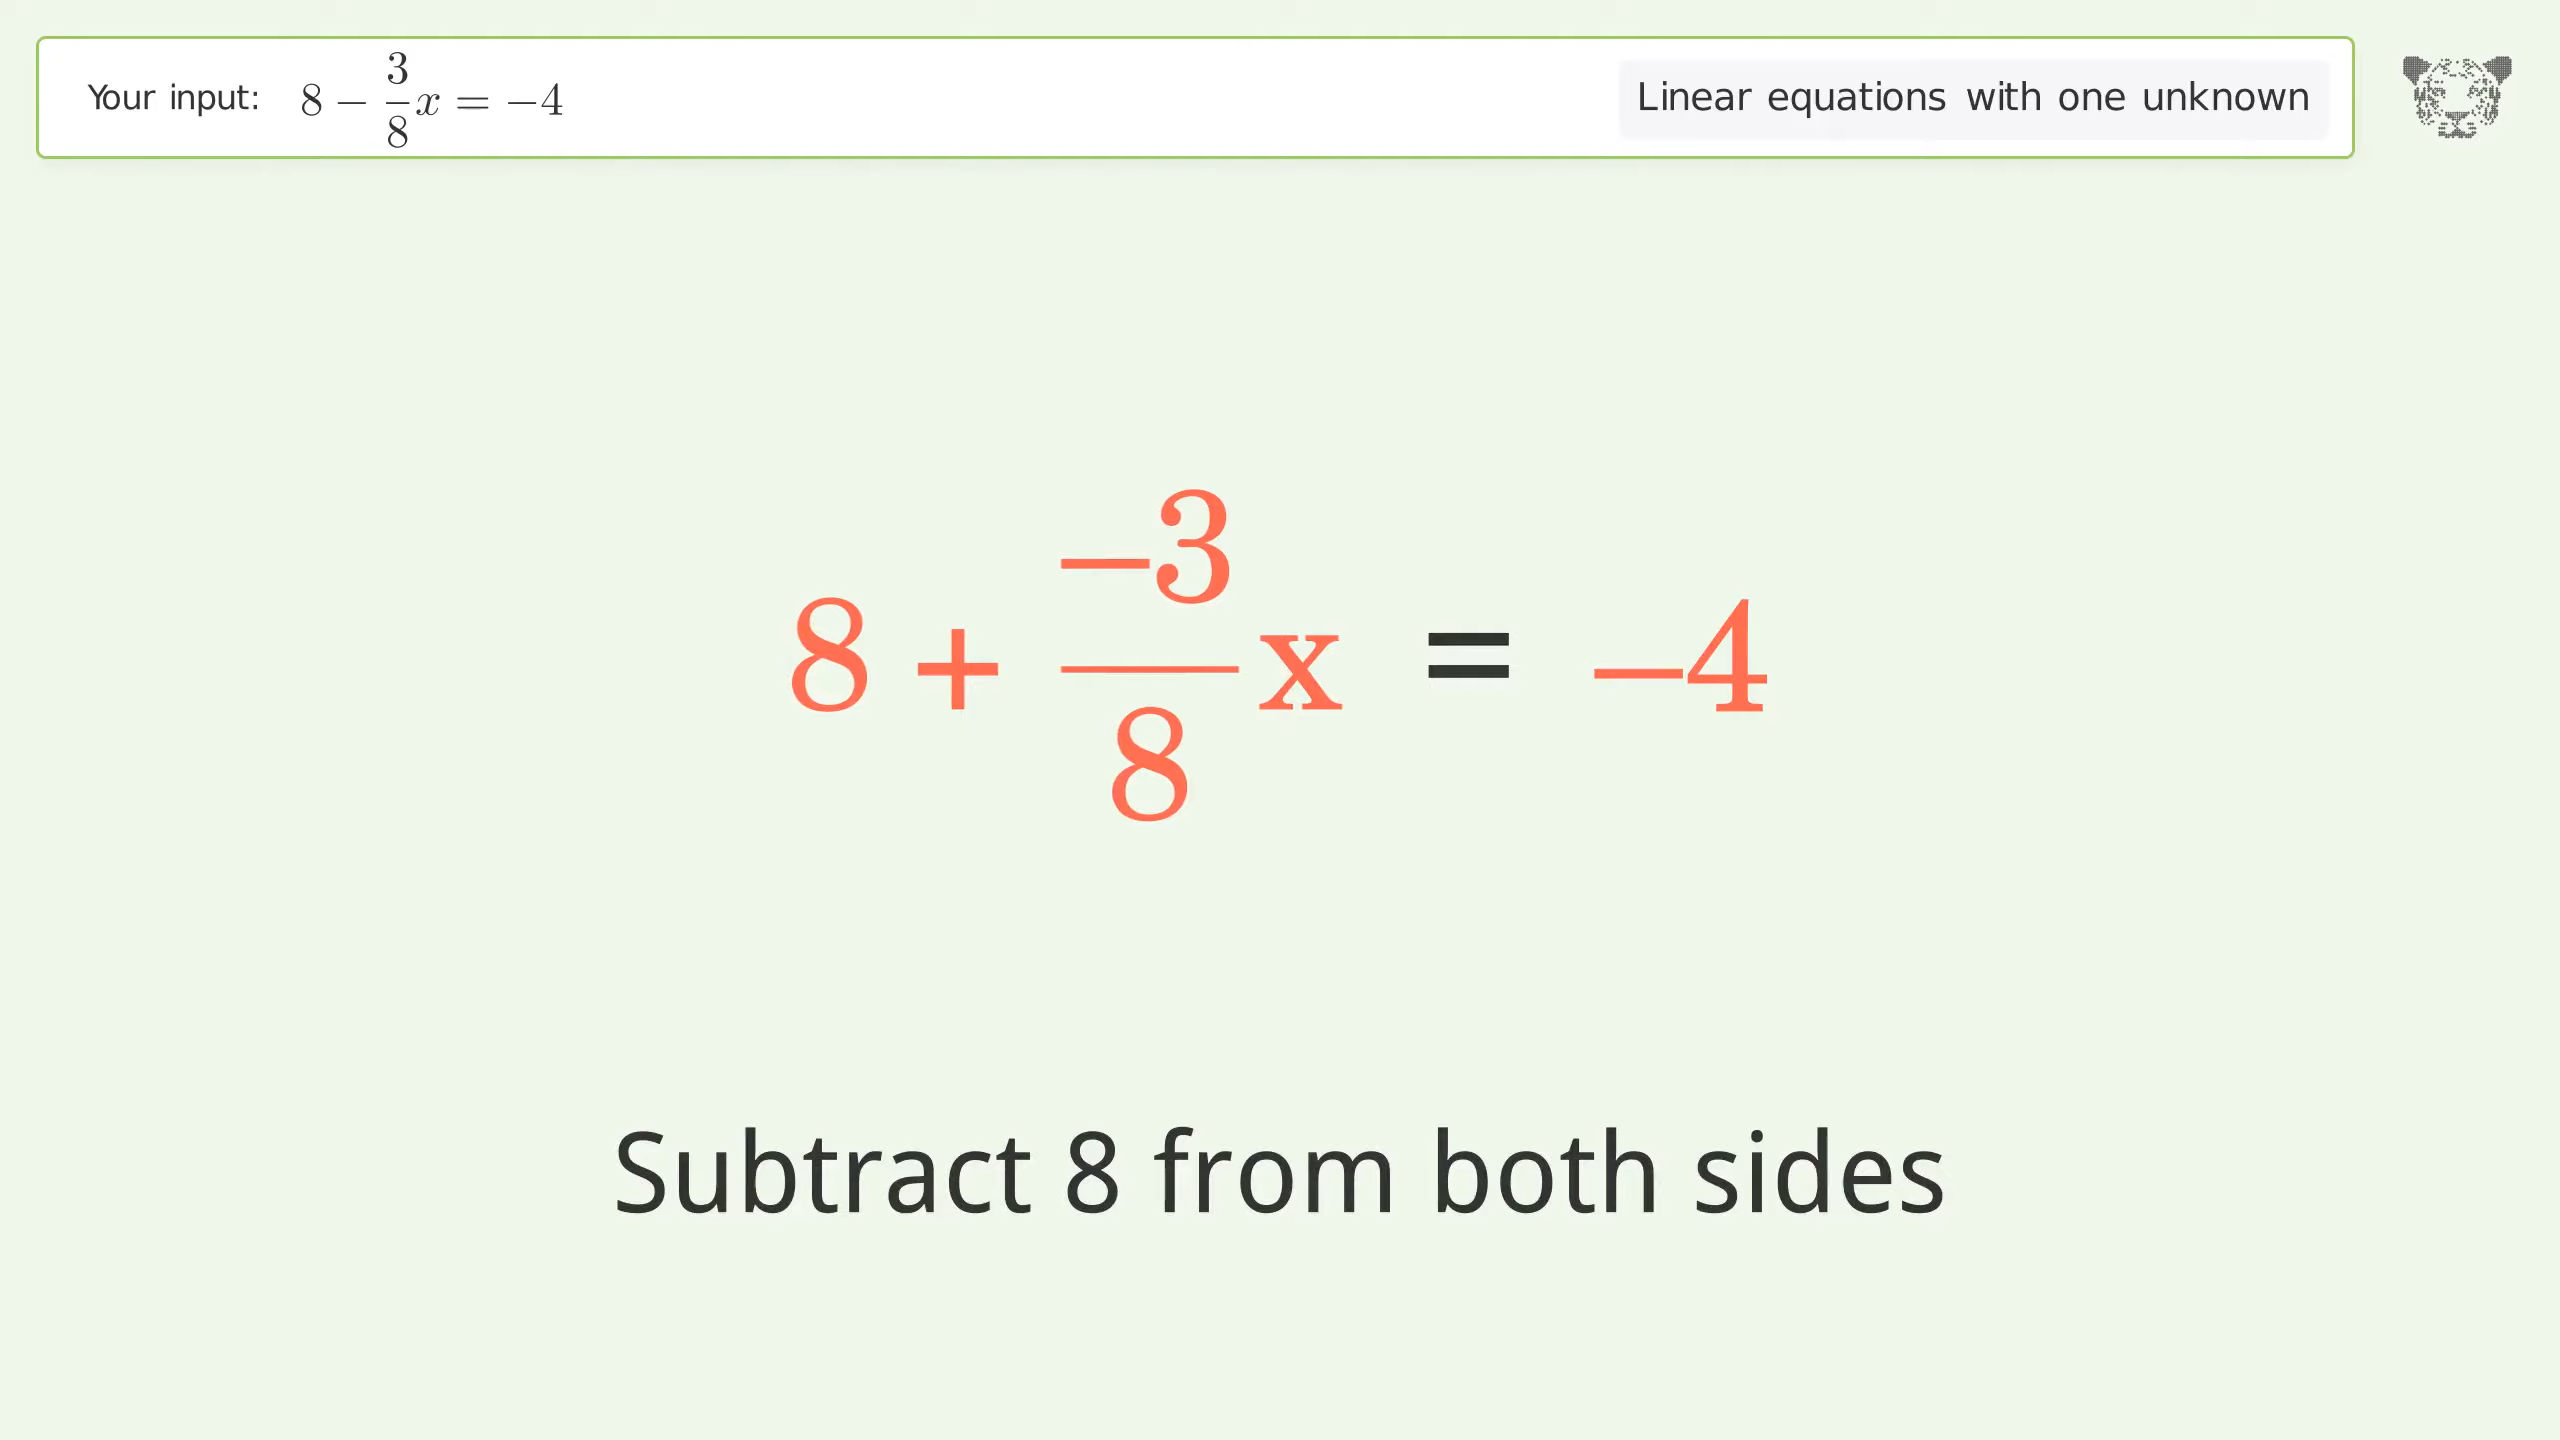 Your input: 8 − 3/8 x = −4
Linear equations with one unknown
8 + −3/8 x = −4
Subtract 8 from both sides